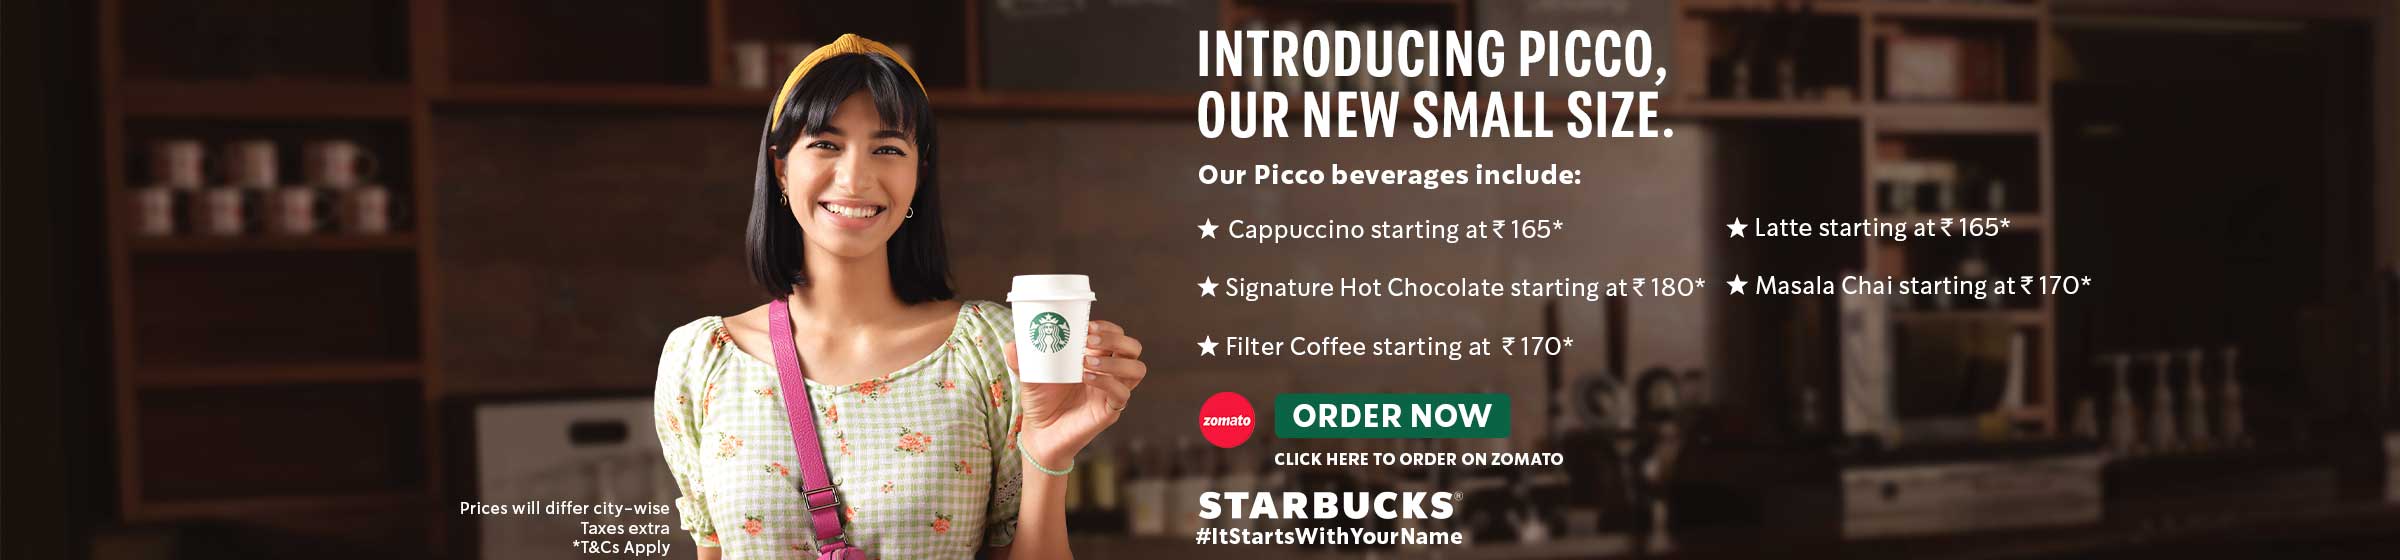 INTRODUCING PICCO,
OUR NEW SMALL SIZE.
Our Picco beverages include:
★ Cappuccino starting at ₹ 165*
★ Latte starting at ₹ 165*
★ Signature Hot Chocolate starting at ₹ 180*
★ Masala Chai starting at ₹ 170*
★ Filter Coffee starting at ₹ 170*
zomato
ORDER NOW
CLICK HERE TO ORDER ON ZOMATO
STARBUCKS®
#ItStartsWithYourName
Prices will differ city-wise
Taxes extra
*T&Cs Apply